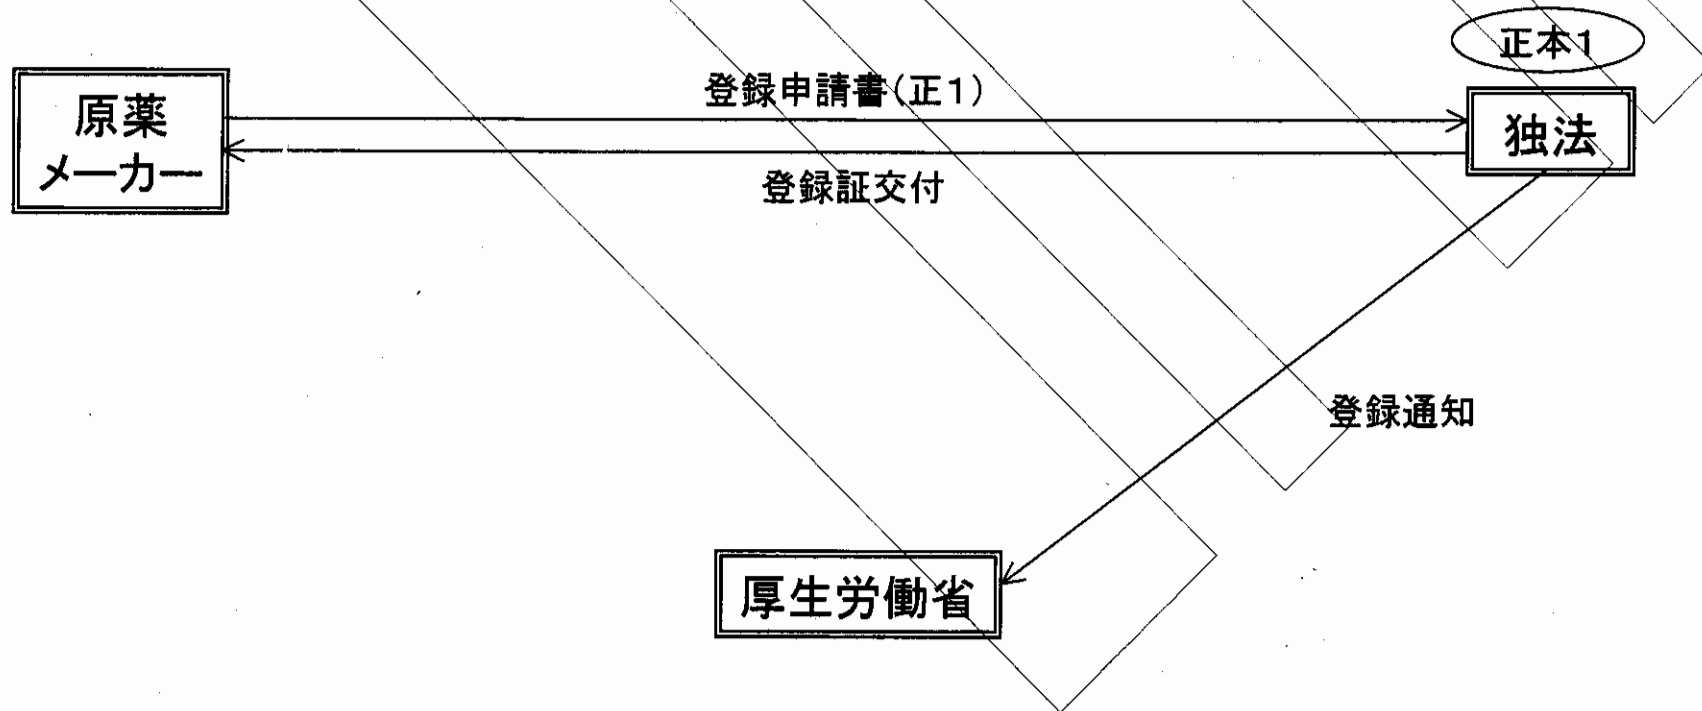 正本1
登録申請書(正1)
原薬
メーカー
独法
登録証交付
登録通知
厚生労働省